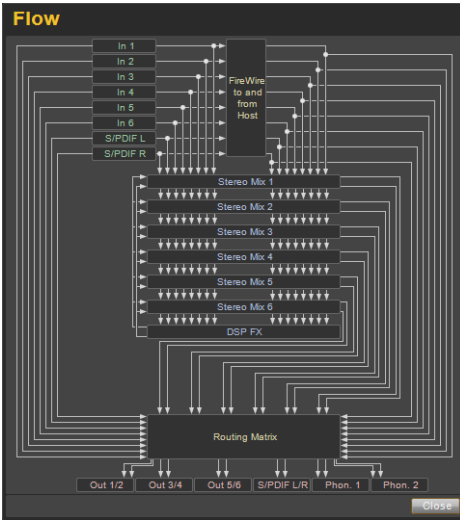 Flow
In 1
In 2
In 3
In 4
In 5
In 6
S/PDIF L
S/PDIF R
FireWire
to and
from
Host
Stereo Mix 1
Stereo Mix 2
Stereo Mix 3
Stereo Mix 4
Stereo Mix 5
Stereo Mix 6
DSP FX
Routing Matrix
Out 1/2 Out 3/4 Out 5/6 S/PDIF L/R Phon. 1 Phon. 2
Close